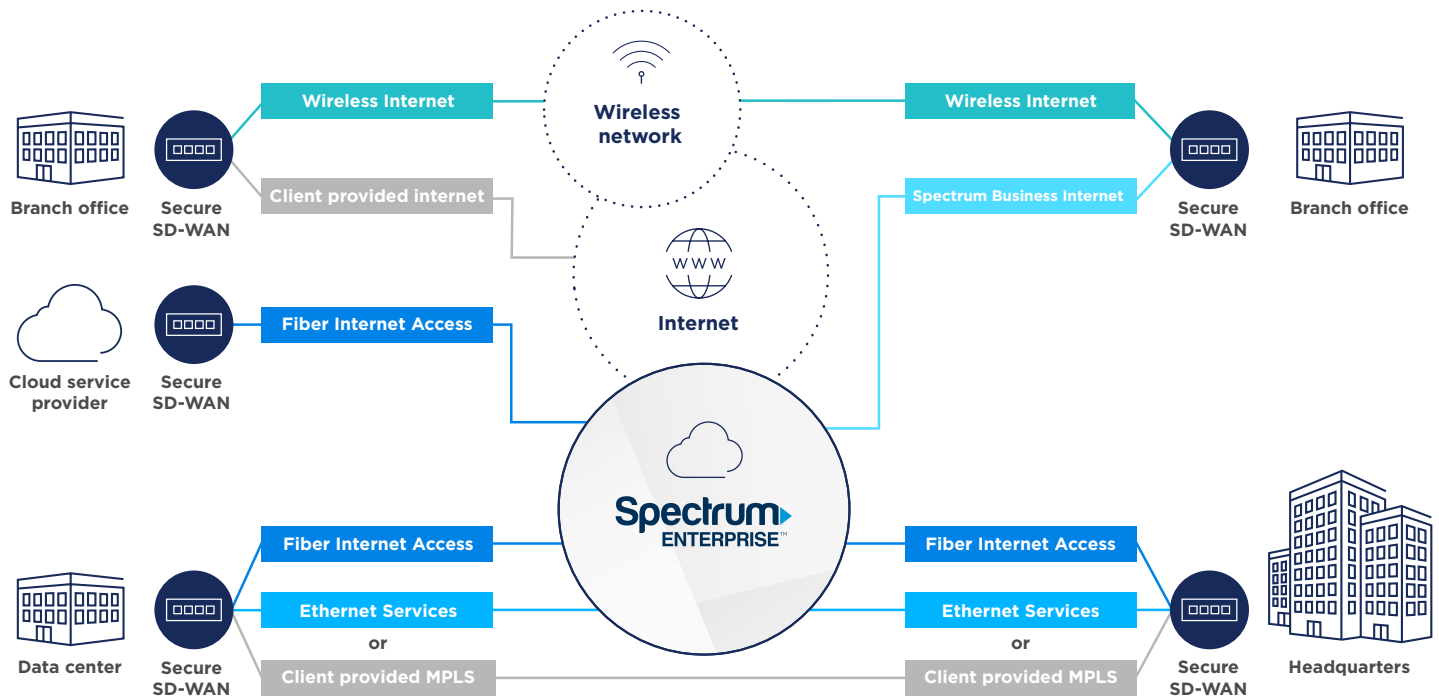 Wireless Internet
Wireless
network
Wireless Internet
Client provided internet
Spectrum Business Internet
Branch office
Secure
SD-WAN
Secure
SD-WAN
Branch office
WWW
Internet
Fiber Internet Access
Cloud service
provider
Secure
SD-WAN
Spectrum
ENTERPRISE™
Fiber Internet Access
Fiber Internet Access
Ethernet Services
Ethernet Services
or
or
Data center
Secure
SD-WAN
Client provided MPLS
Client provided MPLS
Secure
SD-WAN
Headquarters